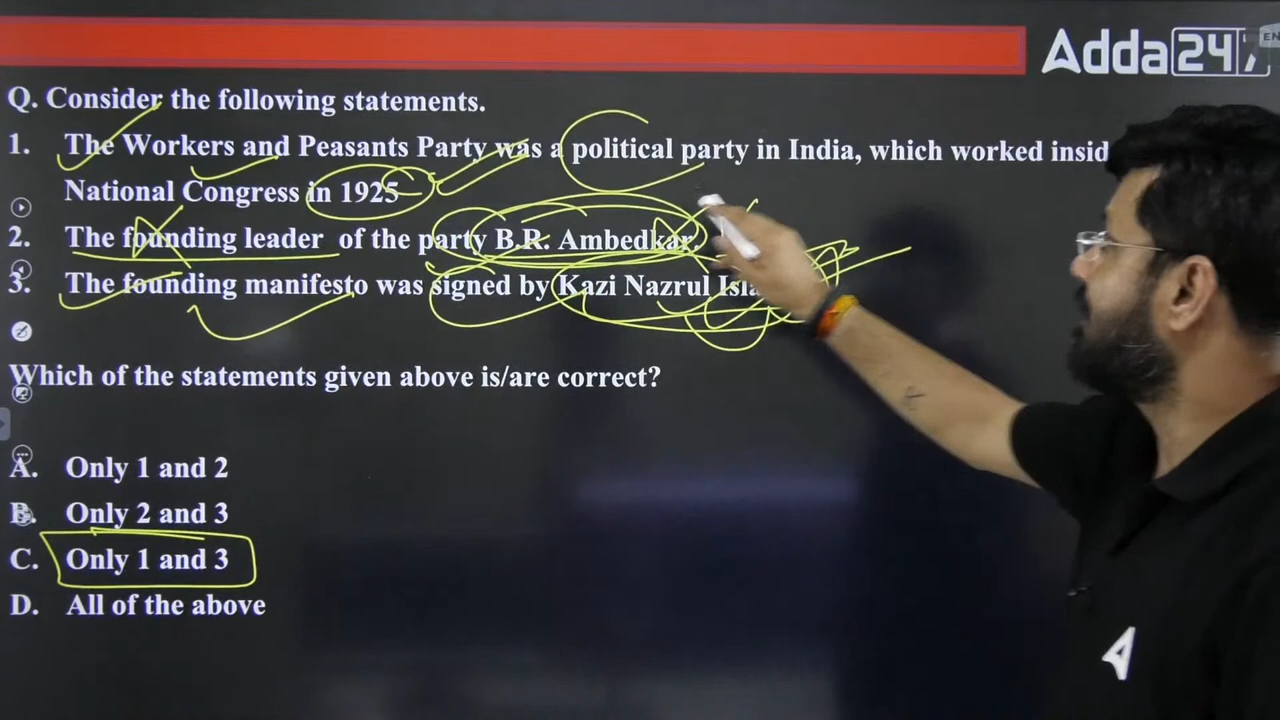 Adda 247
EN
Q. Consider the following statements.
1. The Workers and Peasants Party was a political party in India, which worked
National Congress in 1925
2. The founding leader of the party B.R. Ambedkar.
3. The founding manifesto was signed by Kazi Nazrul
Which of the statements given above is/are correct?
A. Only 1 and 2
B. Only 2 and 3
C. Only 1 and 3
D. All of the above